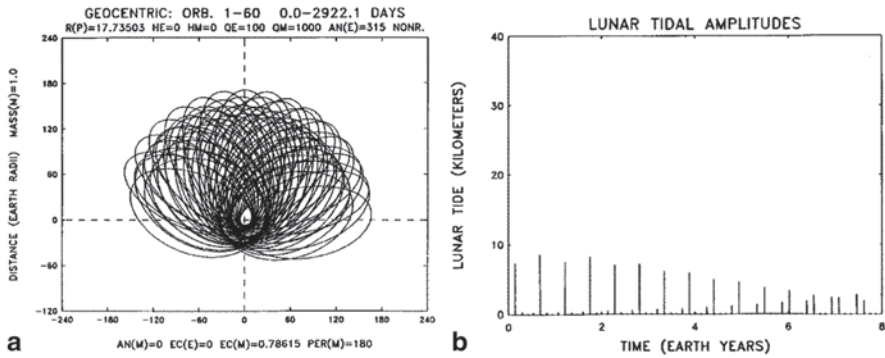 GEOCENTRIC: ORB. 1-60 0.0-2922.1 DAYS
R(P)=17.73503 HE=0 HM=0 QE=100 QM=1000 AN(E)=315 NONR.
DISTANCE (EARTH RADII) MASS(M)=1.0
240
180
120
60
0
-60
-120
-240 -180 -120 -60 0 60 120 180 240
AN(M)=0 EC(E)=0 EC(M)=0.78615 PER(M)=180
a
LUNAR TIDAL AMPLITUDES
LUNAR TIDE (KILOMETERS)
40
30
20
10
0
0 2 4 6 8
TIME (EARTH YEARS)
b